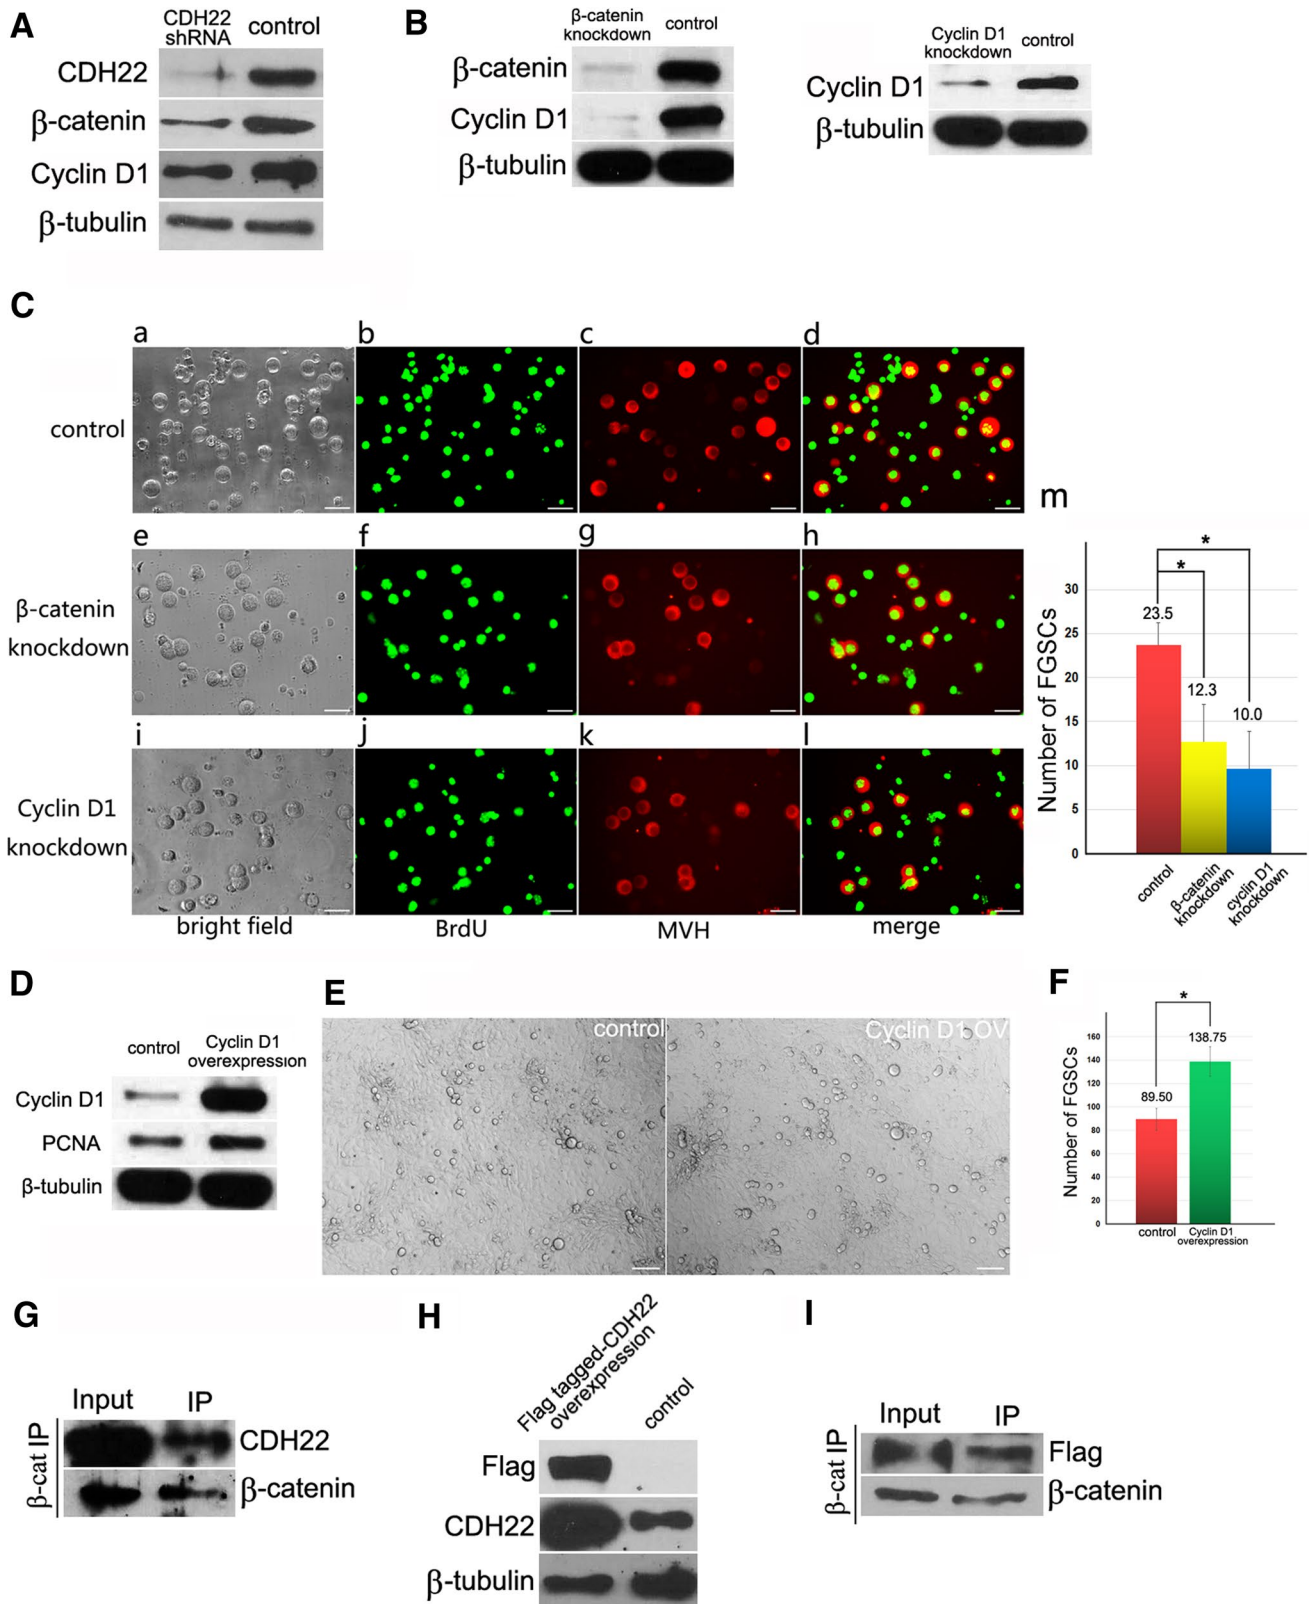 A
CDH22
shRNA
control
CDH22
β-catenin
Cyclin D1
β-tubulin
B
β-catenin
knockdown
control
β-catenin
Cyclin D1
β-tubulin
Cyclin D1
knockdown
control
Cyclin D1
β-tubulin
C
a
b
c
d
control
e
f
g
h
β-catenin
knockdown
i
j
k
l
Cyclin D1
knockdown
bright field
BrdU
MVH
merge
m
*
*
Number of FGSCs
30
25
20
15
10
5
0
23.5
12.3
10.0
control
β-catenin
knockdown
cyclin D1
knockdown
D
control
Cyclin D1
overexpression
Cyclin D1
PCNA
β-tubulin
E
control
Cyclin D1 OV
F
*
Number of FGSCs
160
140
120
100
80
60
40
20
0
89.50
138.75
control
Cyclin D1
overexpression
G
Input
IP
β-cat IP
CDH22
β-catenin
H
Flag tagged-CDH22
overexpression
control
Flag
CDH22
β-tubulin
I
Input
IP
β-cat IP
Flag
β-catenin